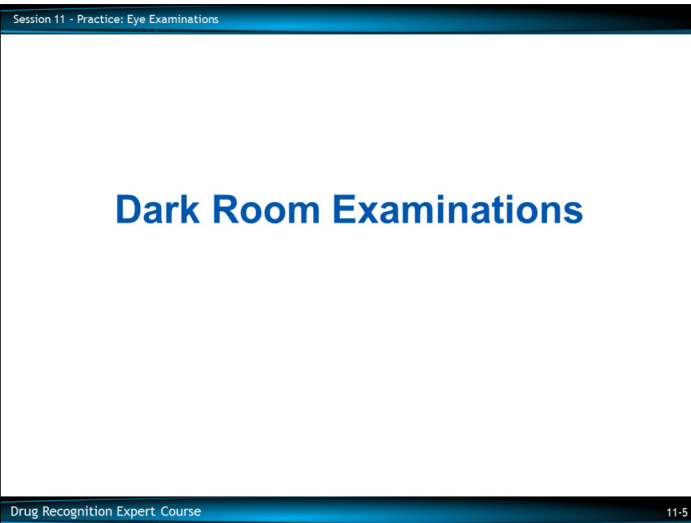 Session 11 - Practice: Eye Examinations
Dark Room Examinations
Drug Recognition Expert Course
11-5